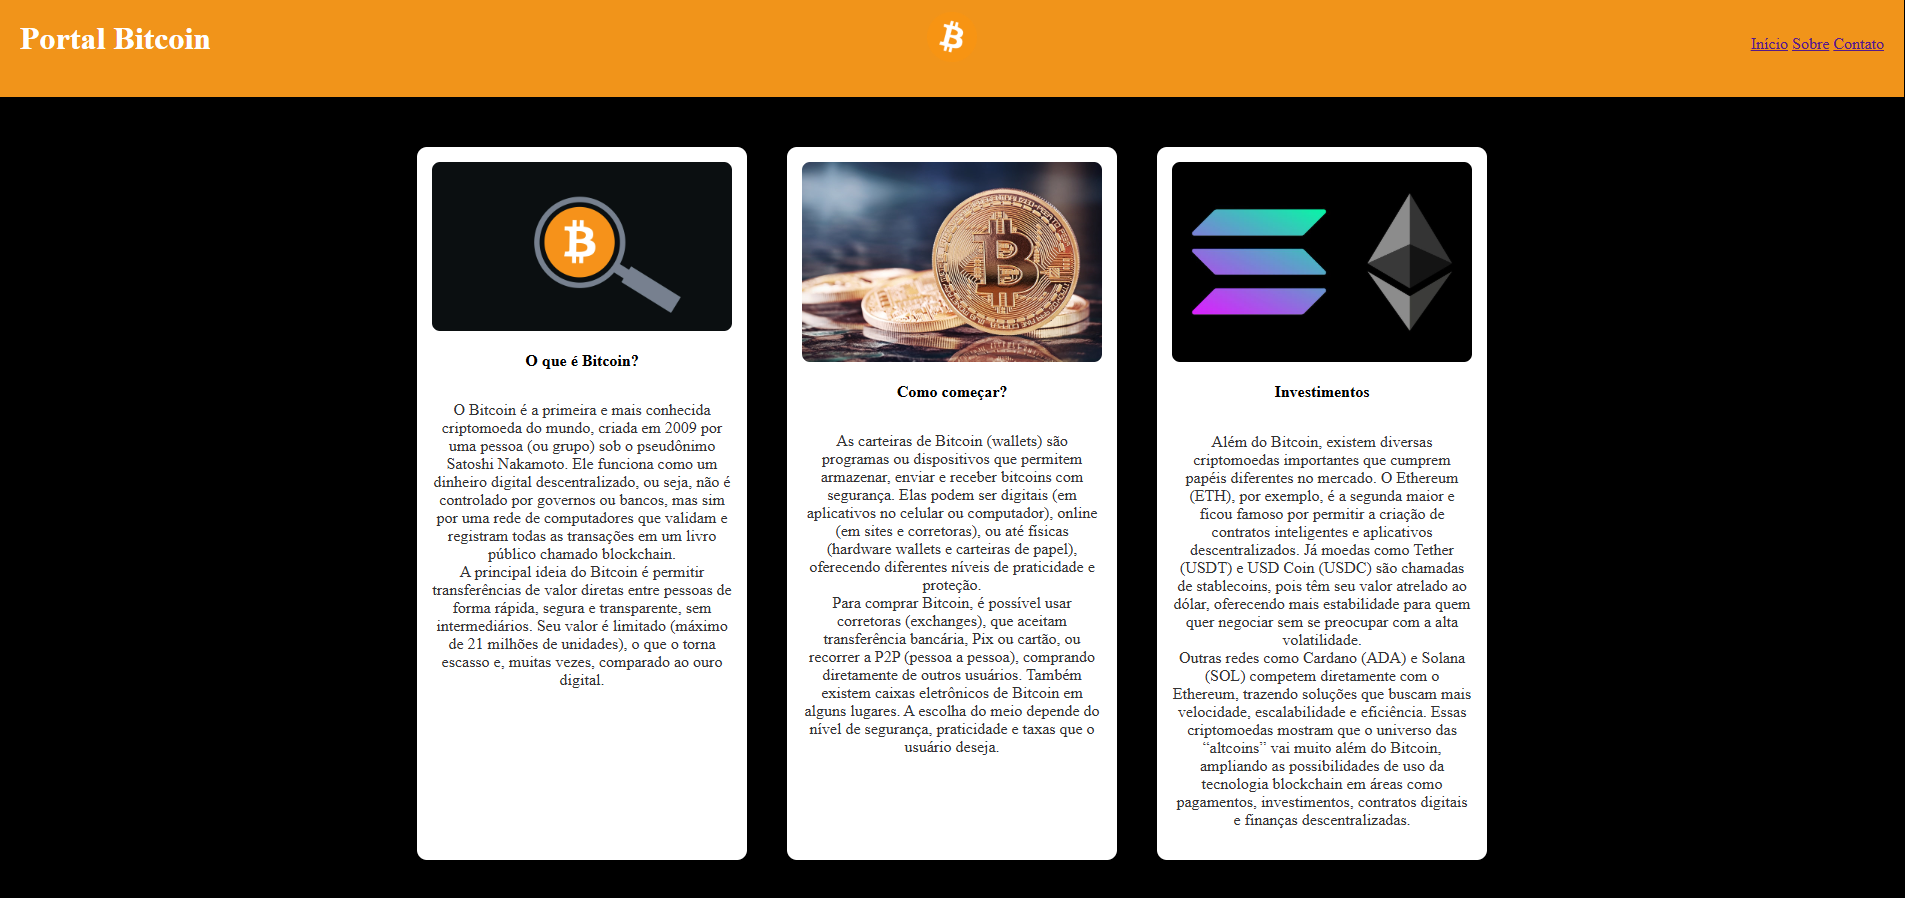 Portal Bitcoin
Início Sobre Contato
O que é Bitcoin?
O Bitcoin é a primeira e mais conhecida
criptomoeda do mundo, criada em 2009 por
uma pessoa (ou grupo) sob o pseudônimo
Satoshi Nakamoto. Ele funciona como um
dinheiro digital descentralizado, ou seja, não é
controlado por governos ou bancos, mas sim
por uma rede de computadores que validam e
registram todas as transações em um livro
público chamado blockchain.
A principal ideia do Bitcoin é permitir
transferências de valor diretas entre pessoas de
forma rápida, segura e transparente, sem
intermediários. Seu valor é limitado (máximo
de 21 milhões de unidades), o que o torna
escasso e, muitas vezes, comparado ao ouro
digital.
Como começar?
As carteiras de Bitcoin (wallets) são
programas ou dispositivos que permitem
armazenar, enviar e receber bitcoins com
segurança. Elas podem ser digitais (em
aplicativos no celular ou computador), online
(em sites e corretoras), ou até físicas
(hardware wallets e carteiras de papel),
oferecendo diferentes níveis de praticidade e
proteção.
Para comprar Bitcoin, é possível usar
corretoras (exchanges), que aceitam
transferência bancária, Pix ou cartão, ou
recorrer a P2P (pessoa a pessoa), comprando
diretamente de outros usuários. Também
existem caixas eletrônicos de Bitcoin em
alguns lugares. A escolha do meio depende do
nível de segurança, praticidade e taxas que o
usuário deseja.
Investimentos
Além do Bitcoin, existem diversas
criptomoedas importantes que cumprem
papéis diferentes no mercado. O Ethereum
(ETH), por exemplo, é a segunda maior e
ficou famoso por permitir a criação de
contratos inteligentes e aplicativos
descentralizados. Já moedas como Tether
(USDT) e USD Coin (USDC) são chamadas
de stablecoins, pois têm seu valor atrelado ao
dólar, oferecendo mais estabilidade para quem
quer negociar sem se preocupar com a alta
volatilidade.
Outras redes como Cardano (ADA) e Solana
(SOL) competem diretamente com o
Ethereum, trazendo soluções que buscam mais
velocidade, escalabilidade e eficiência. Essas
criptomoedas mostram que o universo das
“altcoins” vai muito além do Bitcoin,
ampliando as possibilidades de uso da
tecnologia blockchain em áreas como
pagamentos, investimentos, contratos digitais
e finanças descentralizadas.